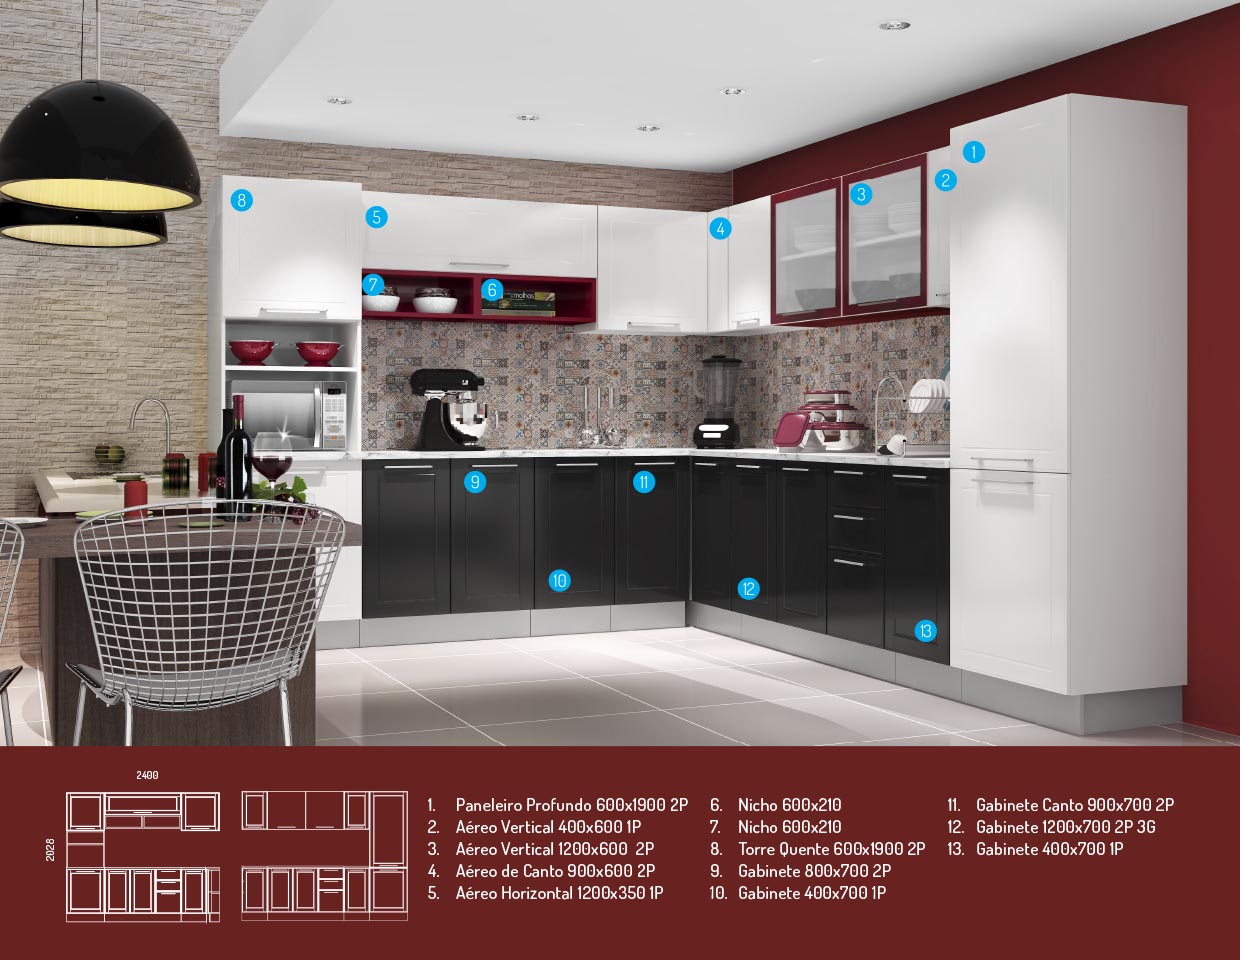 1
2
3
8
5
4
7
6
molhos
9
11
10
12
13
2400
2028
1. Paneleiro Profundo 600x1900 2P
2. Aéreo Vertical 400x600 1P
3. Aéreo Vertical 1200x600 2P
4. Aéreo de Canto 900x600 2P
5. Aéreo Horizontal 1200x350 1P
6. Nicho 600x210
7. Nicho 600x210
8. Torre Quente 600x1900 2P
9. Gabinete 800x700 2P
10. Gabinete 400x700 1P
11. Gabinete Canto 900x700 2P
12. Gabinete 1200x700 2P 3G
13. Gabinete 400x700 1P